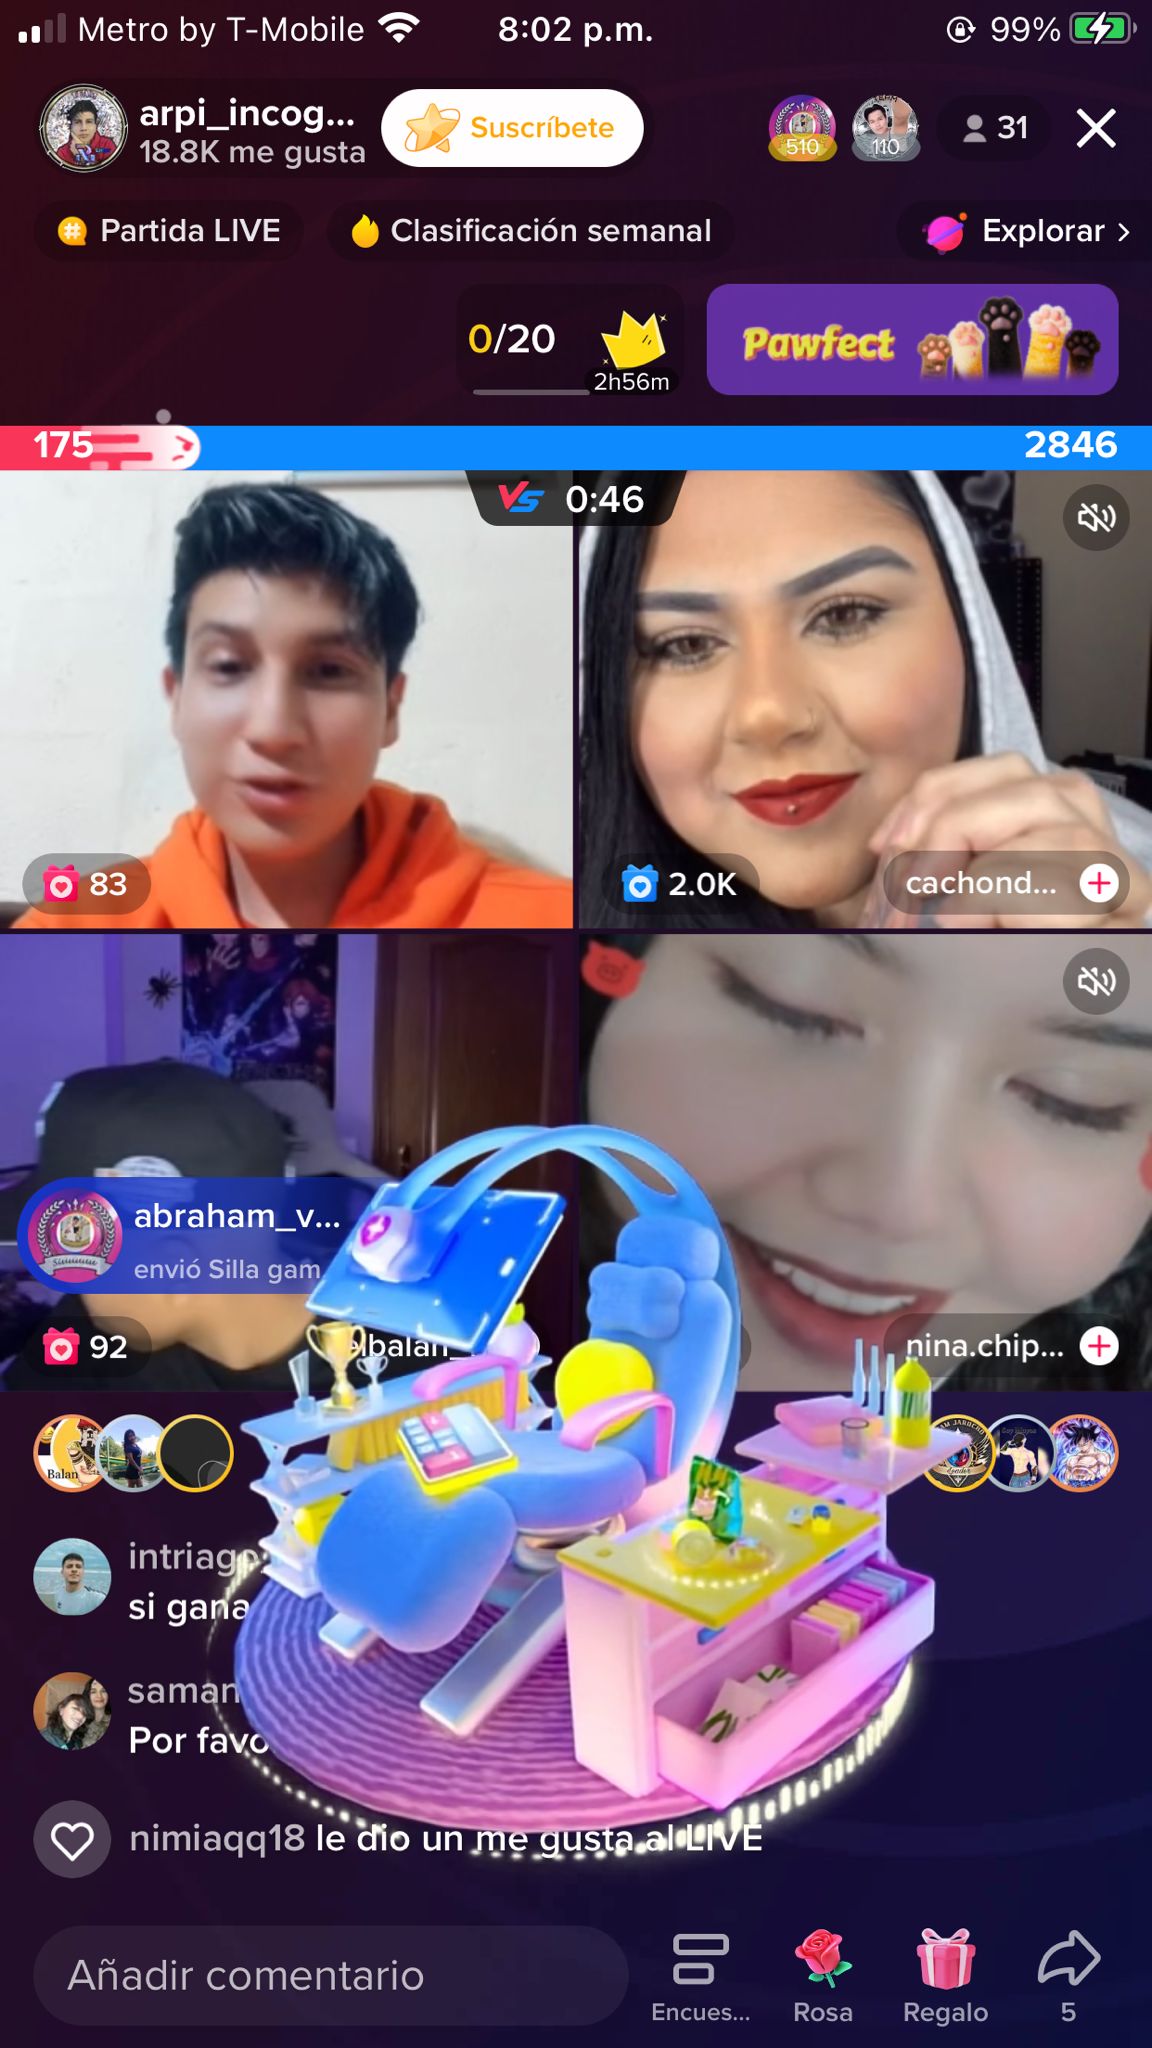 Metro by T-Mobile
8:02 p.m.
99%
arpi_incog...
18.8K me gusta
Suscríbete
510
110
31
Partida LIVE
Clasificación semanal
Explorar
0/20
2h56m
Pawfect
175
2846
VS 0:46
83
2.0K
cachond...
abraham_v...
envió Silla gam
92
nina.chip...
Balan
si gana
saman
Por favo
nimiaqq18 le dio un me gusta al LIVE
Añadir comentario
Encues...
Rosa
Regalo
5